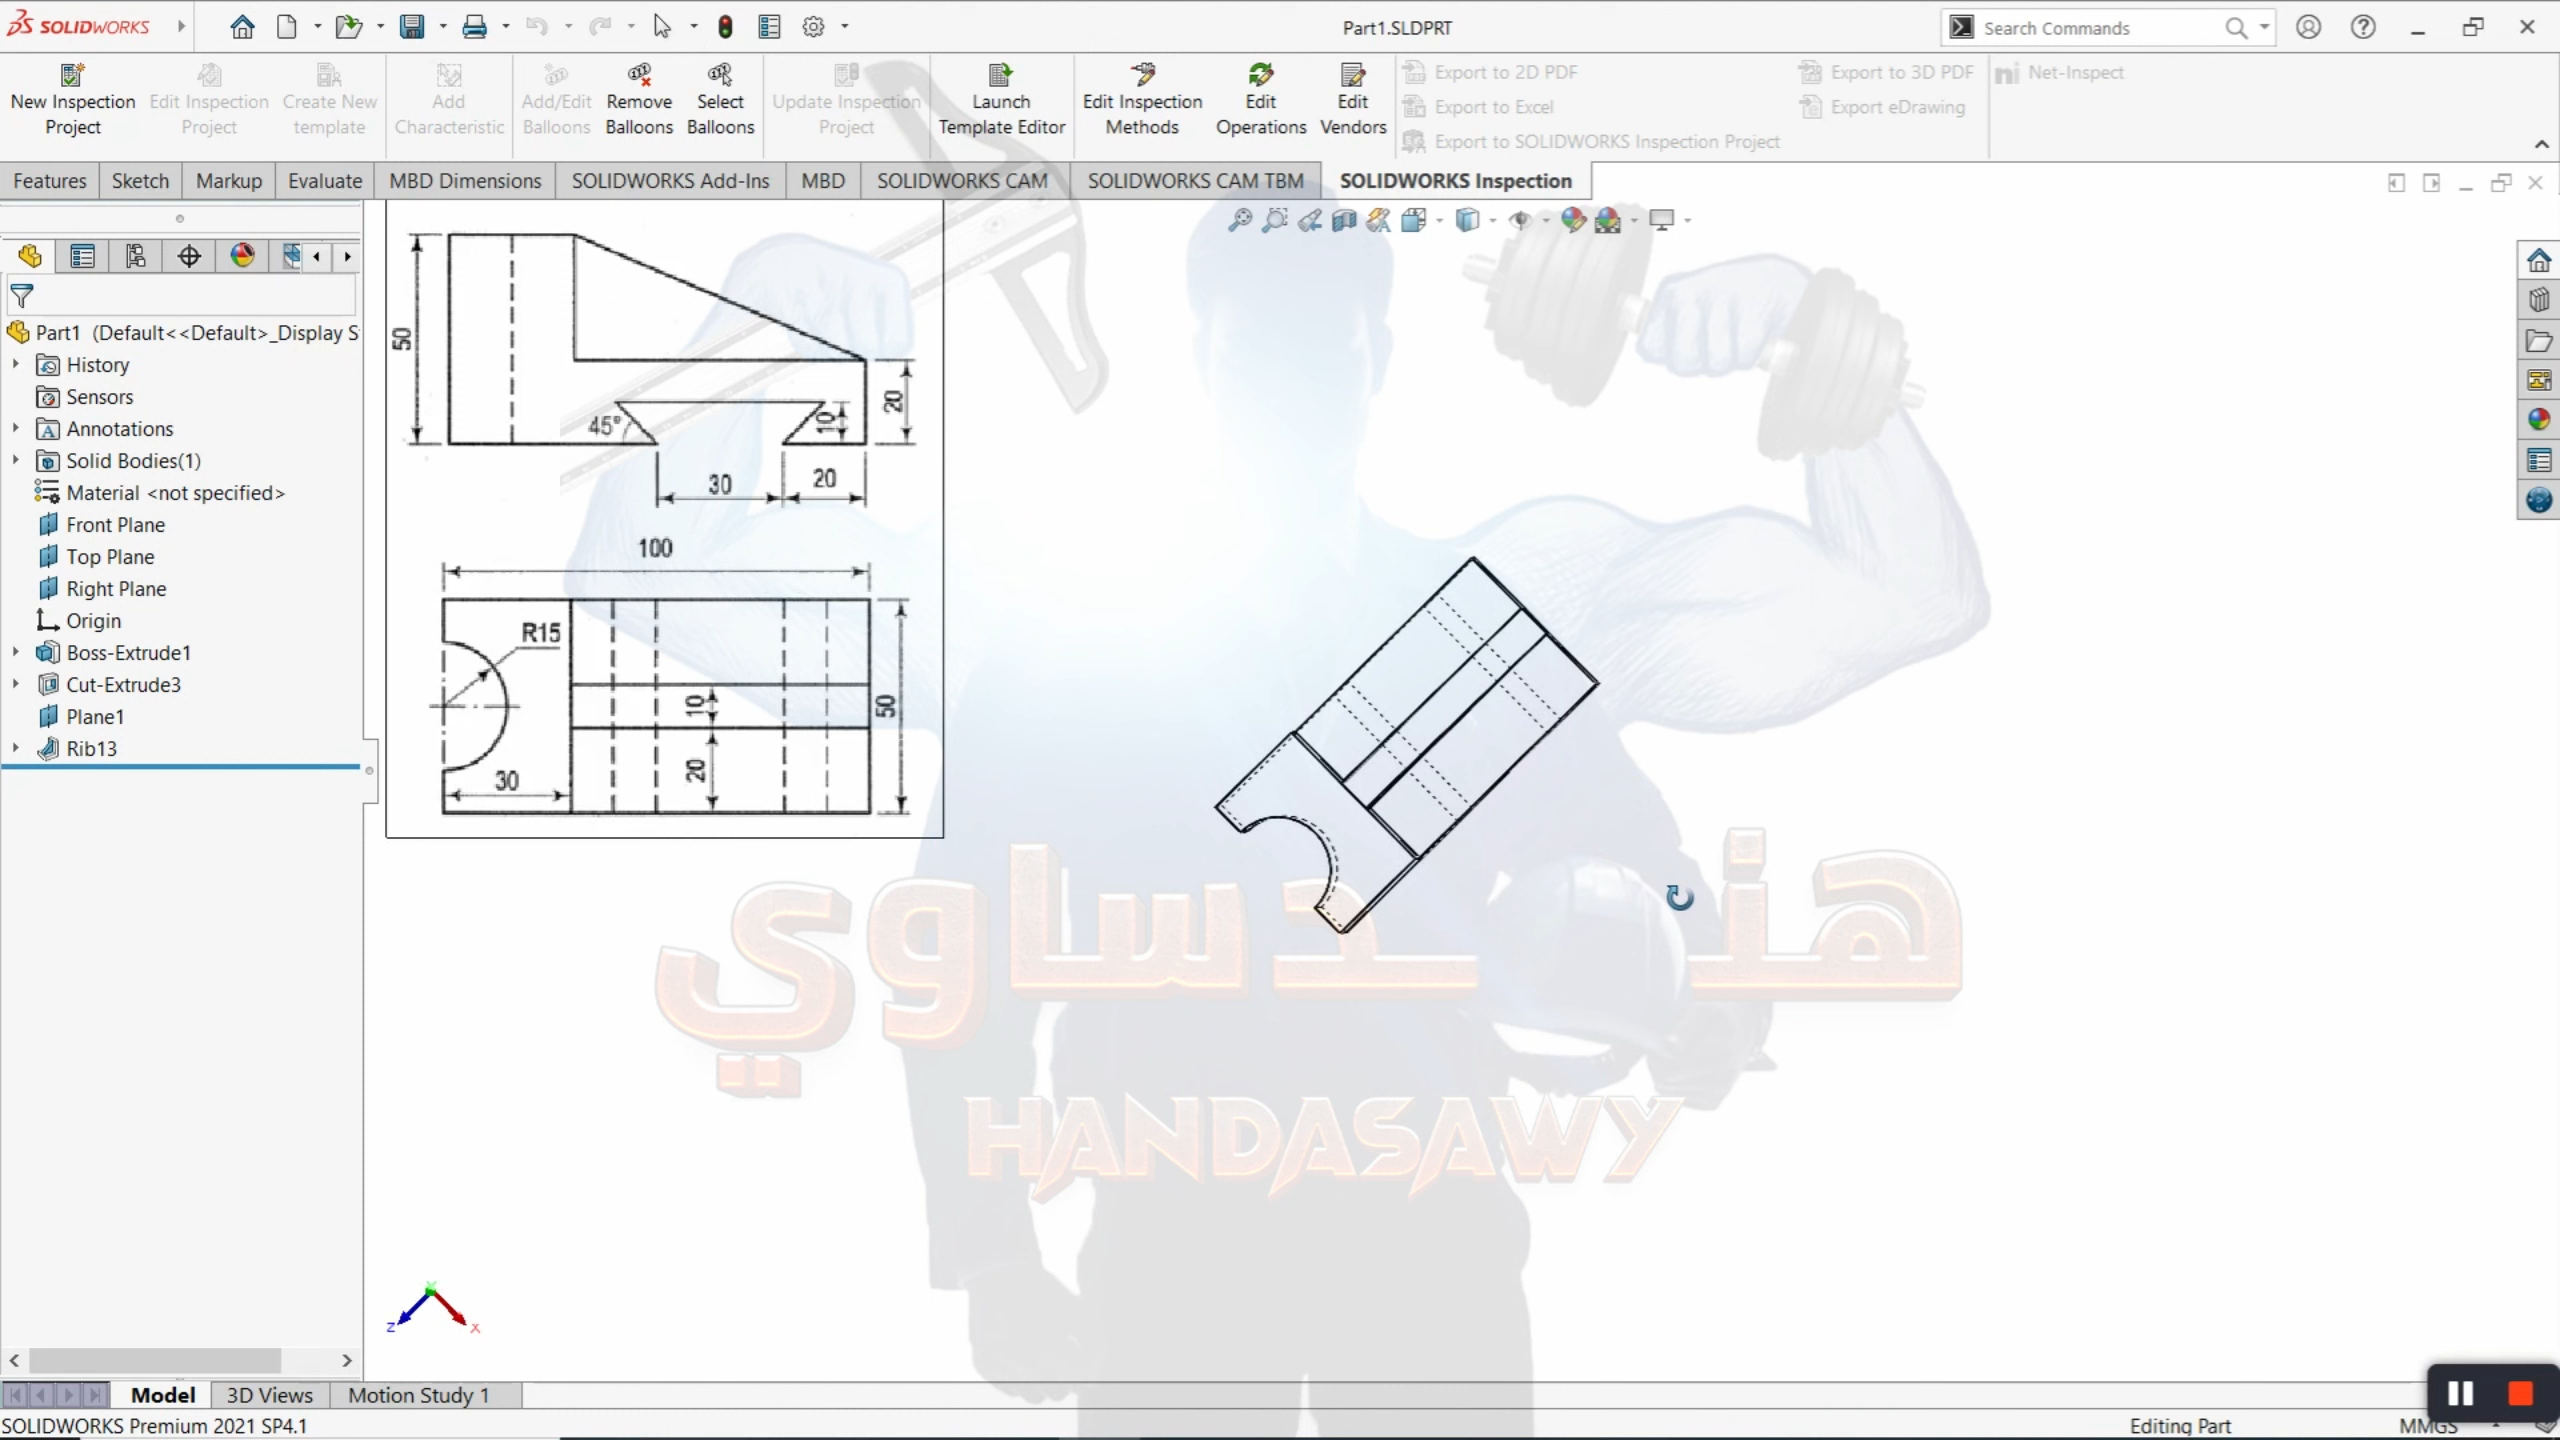 SOLIDWORKS
Part1.SLDPRT
Search Commands
New Inspection Project
Edit Inspection Project
Create New template
Add Characteristic
Add/Edit Balloons
Remove Balloons
Select Balloons
Update Inspection Project
Launch Template Editor
Edit Inspection Methods
Edit Operations
Edit Vendors
Export to 2D PDF
Export to Excel
Export to SOLIDWORKS Inspection Project
Export to 3D PDF
Export eDrawing
Net-Inspect
Features
Sketch
Markup
Evaluate
MBD Dimensions
SOLIDWORKS Add-Ins
MBD
SOLIDWORKS CAM
SOLIDWORKS CAM TBM
SOLIDWORKS Inspection
Part1 (Default<<Default>_Display S
History
Sensors
Annotations
Solid Bodies(1)
Material <not specified>
Front Plane
Top Plane
Right Plane
Origin
Boss-Extrude1
Cut-Extrude3
Plane1
Rib13
50
45°
10
20
30
20
100
R15
10
50
20
30
هندساوي
HANDASAWY
z
x
Model
3D Views
Motion Study 1
SOLIDWORKS Premium 2021 SP4.1
Editing Part
MMGS